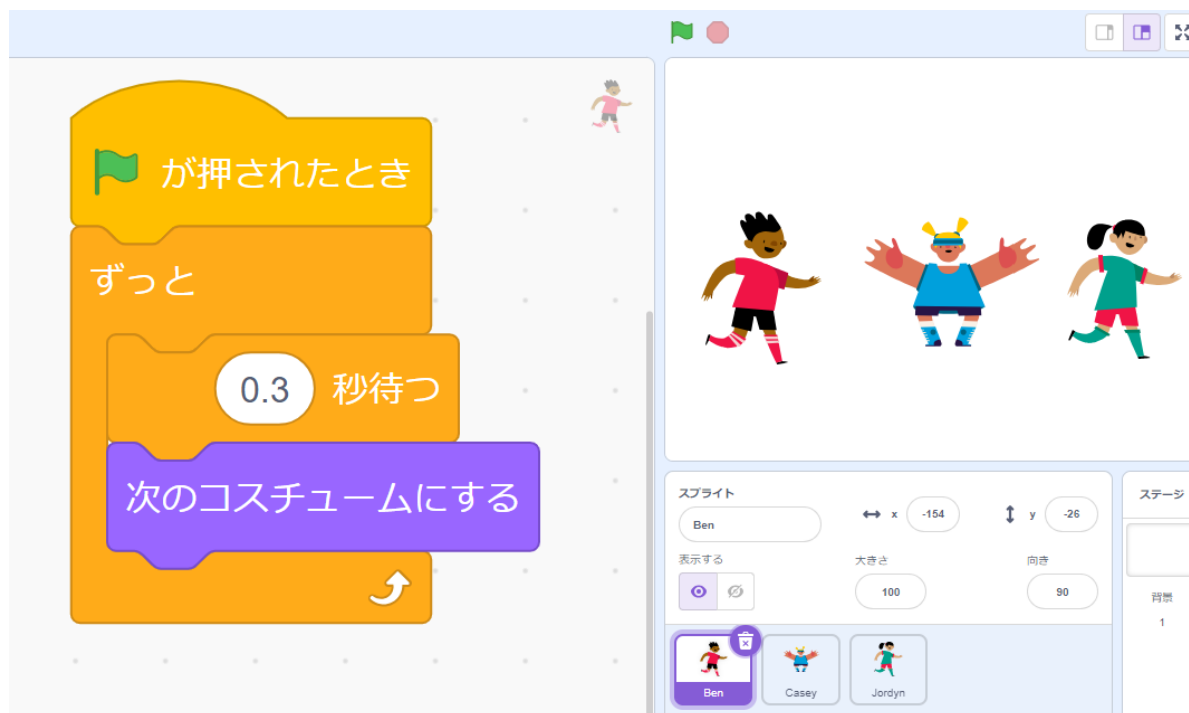 が押されたとき
ずっと
0.3 秒待つ
次のコスチュームにする
スプライト
Ben
x -154
y -26
表示する
大きさ
100
向き
90
Ben
Casey
Jordyn
ステージ
背景
1